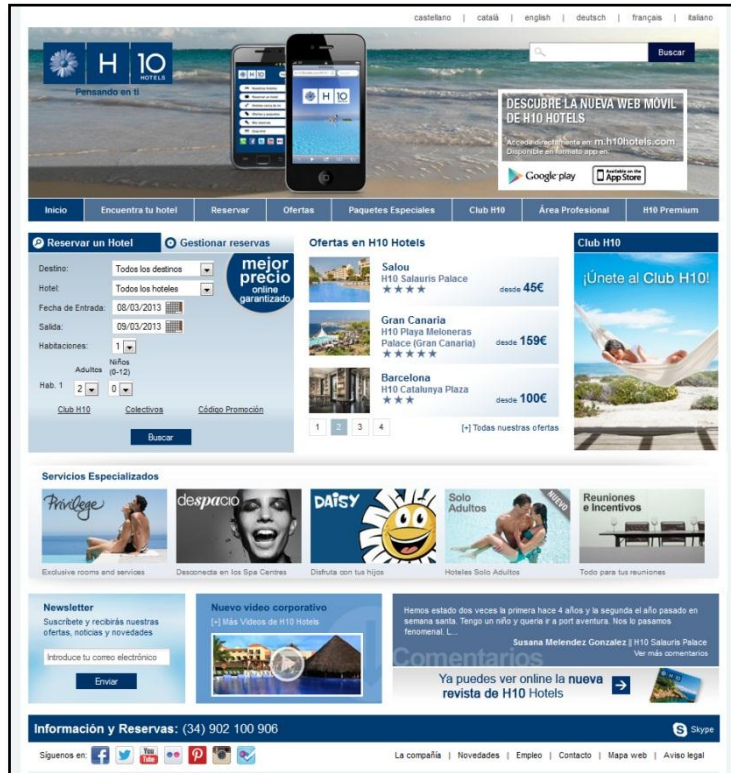 castellano | català | english | deutsch | français | italiano
H 10
HOTELS
Pensando en ti
Buscar
DESCUBRE LA NUEVA WEB MÓVIL
DE H10 HOTELS
Accede directamente en: m.h10hotels.com
Disponible en formato app en:
Google play
Available on the
App Store
Inicio Encuentra tu hotel Reservar Ofertas Paquetes Especiales Club H10 Área Profesional H10 Premium
Reservar un Hotel
Gestionar reservas
mejor
precio
online
garantizado
Destino: Todos los destinos
Hotel: Todos los hoteles
Fecha de Entrada: 08/03/2013
Salida: 09/03/2013
Habitaciones: 1
Adultos Niños
(0-12)
Hab. 1 2 0
Club H10 Colectivos Código Promoción
Buscar
Ofertas en H10 Hotels
Salou
H10 Salauris Palace
desde 45€
Gran Canaria
H10 Playa Meloneras
Palace (Gran Canaria)
desde 159€
Barcelona
H10 Catalunya Plaza
desde 100€
1 2 3 4
[+] Todas nuestras ofertas
Club H10
¡Únete al Club H10!
Servicios Especializados
Privilege
Exclusive rooms and services
despacio
Desconecta en los Spa Centres
DAISY
Disfruta con tus hijos
Solo
Adultos
NUEVO
Hoteles Solo Adultos
Reuniones
e Incentivos
Todo para tus reuniones
Newsletter
Suscríbete y recibirás nuestras
ofertas, noticias y novedades
Introduce tu correo electrónico
Enviar
Nuevo video corporativo
[+] Más Videos de H10 Hotels
Hemos estado dos veces la primera hace 4 años y la segunda el año pasado en
semana santa. Tengo un niño y queria ir a port aventura. Nos lo pasamos
fenomenal. L...
Susana Melendez Gonzalez || H10 Salauris Palace
Ver más comentarios
Comentarios
Ya puedes ver online la nueva
revista de H10 Hotels
Información y Reservas: (34) 902 100 906
Skype
Síguenos en:
You
Tube
La compañía | Novedades | Empleo | Contacto | Mapa web | Aviso legal